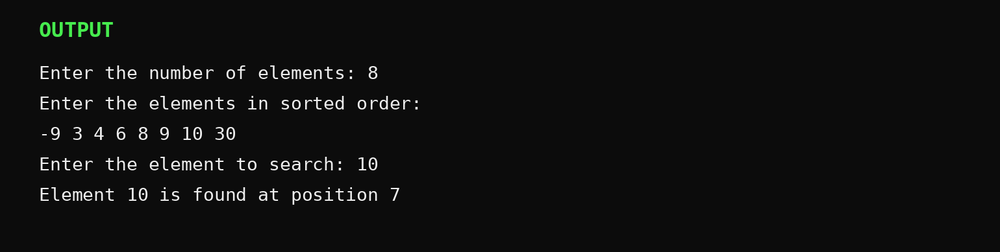 OUTPUT
Enter the number of elements: 8
Enter the elements in sorted order:
-9 3 4 6 8 9 10 30
Enter the element to search: 10
Element 10 is found at position 7